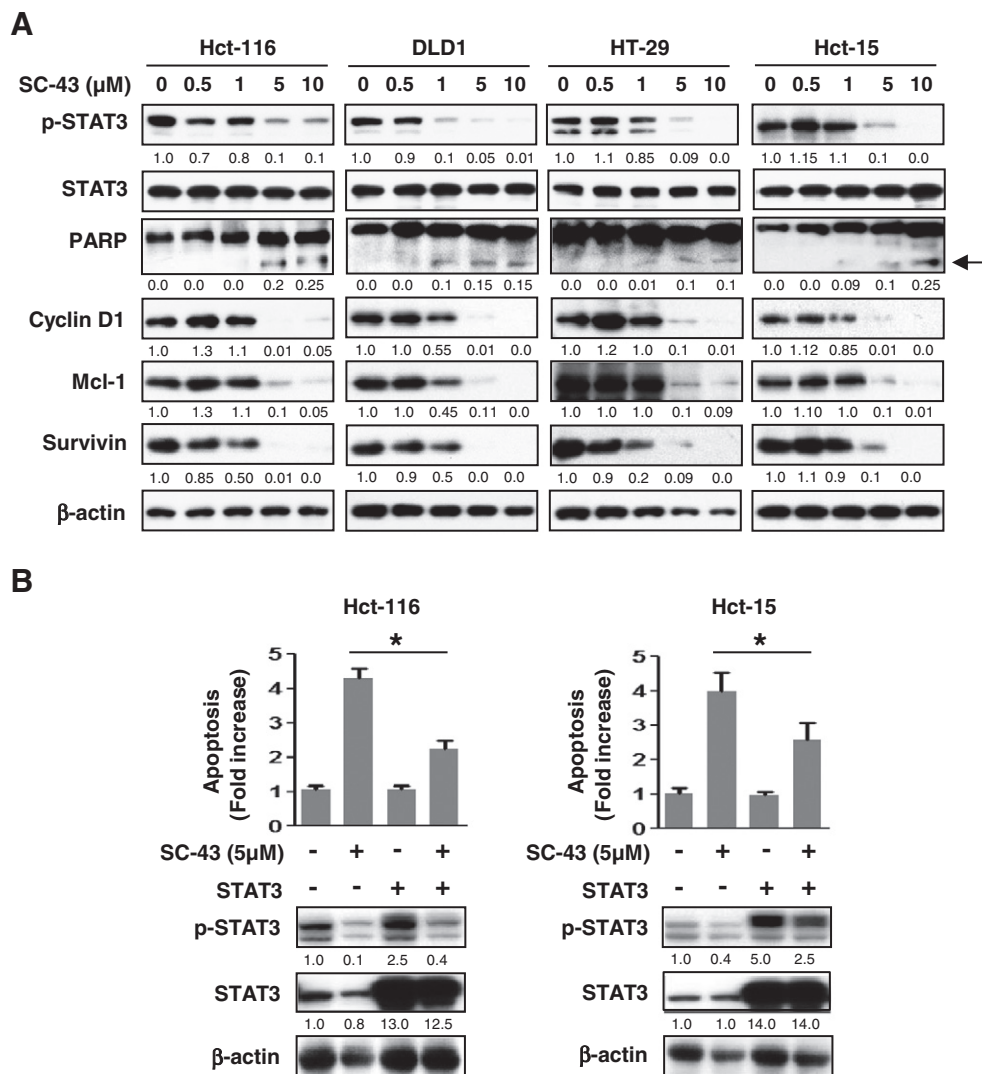 A
Hct-116 DLD1 HT-29 Hct-15
SC-43 (µM) 0 0.5 1 5 10 0 0.5 1 5 10 0 0.5 1 5 10 0 0.5 1 5 10
p-STAT3
1.0 0.7 0.8 0.1 0.1 1.0 0.9 0.1 0.05 0.01 1.0 1.1 0.85 0.09 0.0 1.0 1.15 1.1 0.1 0.0
STAT3
PARP
0.0 0.0 0.0 0.2 0.25 0.0 0.0 0.1 0.15 0.15 0.0 0.0 0.01 0.1 0.1 0.0 0.0 0.09 0.1 0.25
Cyclin D1
1.0 1.3 1.1 0.01 0.05 1.0 1.0 0.55 0.01 0.0 1.0 1.2 1.0 0.1 0.01 1.0 1.12 0.85 0.01 0.0
Mcl-1
1.0 1.3 1.1 0.1 0.05 1.0 1.0 0.45 0.11 0.0 1.0 1.0 1.0 0.1 0.09 1.0 1.10 1.0 0.1 0.01
Survivin
1.0 0.85 0.50 0.01 0.0 1.0 0.9 0.5 0.0 0.0 1.0 0.9 0.2 0.09 0.0 1.0 1.1 0.9 0.1 0.0
β-actin
B
Hct-116
*
Apoptosis
(Fold increase)
5
4
3
2
1
0
SC-43 (5µM) - + - +
STAT3 - - + +
p-STAT3
1.0 0.1 2.5 0.4
STAT3
1.0 0.8 13.0 12.5
β-actin
Hct-15
*
Apoptosis
(Fold increase)
5
4
3
2
1
0
SC-43 (5µM) - + - +
STAT3 - - + +
p-STAT3
1.0 0.4 5.0 2.5
STAT3
1.0 1.0 14.0 14.0
β-actin